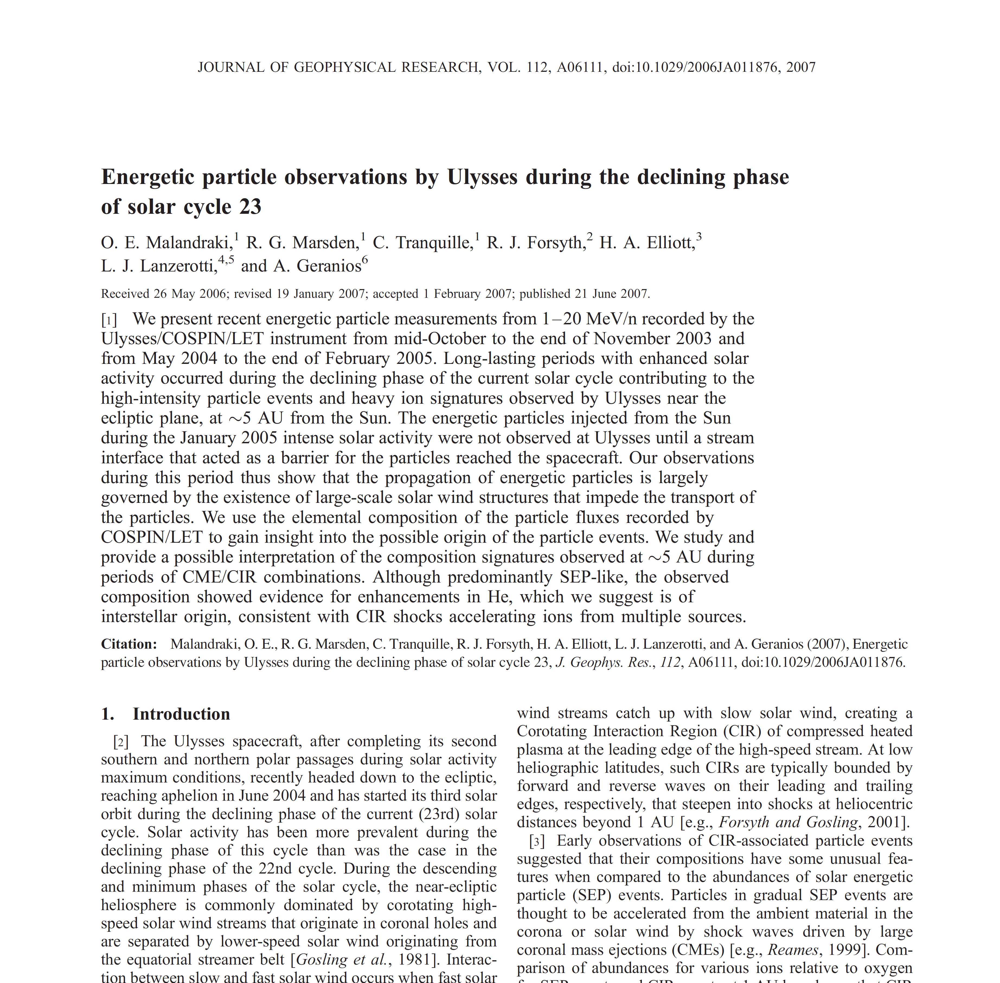 JOURNAL OF GEOPHYSICAL RESEARCH, VOL. 112, A06111, doi:10.1029/2006JA011876, 2007
Energetic particle observations by Ulysses during the declining phase
of solar cycle 23
O. E. Malandraki,1 R. G. Marsden,1 C. Tranquille,1 R. J. Forsyth,2 H. A. Elliott,3
L. J. Lanzerotti,4,5 and A. Geranios6
Received 26 May 2006; revised 19 January 2007; accepted 1 February 2007; published 21 June 2007.
[1] We present recent energetic particle measurements from 1–20 MeV/n recorded by the
Ulysses/COSPIN/LET instrument from mid-October to the end of November 2003 and
from May 2004 to the end of February 2005. Long-lasting periods with enhanced solar
activity occurred during the declining phase of the current solar cycle contributing to the
high-intensity particle events and heavy ion signatures observed by Ulysses near the
ecliptic plane, at ∼5 AU from the Sun. The energetic particles injected from the Sun
during the January 2005 intense solar activity were not observed at Ulysses until a stream
interface that acted as a barrier for the particles reached the spacecraft. Our observations
during this period thus show that the propagation of energetic particles is largely
governed by the existence of large-scale solar wind structures that impede the transport of
the particles. We use the elemental composition of the particle fluxes recorded by
COSPIN/LET to gain insight into the possible origin of the particle events. We study and
provide a possible interpretation of the composition signatures observed at ∼5 AU during
periods of CME/CIR combinations. Although predominantly SEP-like, the observed
composition showed evidence for enhancements in He, which we suggest is of
interstellar origin, consistent with CIR shocks accelerating ions from multiple sources.
Citation: Malandraki, O. E., R. G. Marsden, C. Tranquille, R. J. Forsyth, H. A. Elliott, L. J. Lanzerotti, and A. Geranios (2007), Energetic
particle observations by Ulysses during the declining phase of solar cycle 23, J. Geophys. Res., 112, A06111, doi:10.1029/2006JA011876.
1. Introduction
[2] The Ulysses spacecraft, after completing its second
southern and northern polar passages during solar activity
maximum conditions, recently headed down to the ecliptic,
reaching aphelion in June 2004 and has started its third solar
orbit during the declining phase of the current (23rd) solar
cycle. Solar activity has been more prevalent during the
declining phase of this cycle than was the case in the
declining phase of the 22nd cycle. During the descending
and minimum phases of the solar cycle, the near-ecliptic
heliosphere is commonly dominated by corotating high-
speed solar wind streams that originate in coronal holes and
are separated by lower-speed solar wind originating from
the equatorial streamer belt [Gosling et al., 1981]. Interac-
tion between slow and fast solar wind occurs when fast solar
wind streams catch up with slow solar wind, creating a
Corotating Interaction Region (CIR) of compressed heated
plasma at the leading edge of the high-speed stream. At low
heliographic latitudes, such CIRs are typically bounded by
forward and reverse waves on their leading and trailing
edges, respectively, that steepen into shocks at heliocentric
distances beyond 1 AU [e.g., Forsyth and Gosling, 2001].
[3] Early observations of CIR-associated particle events
suggested that their compositions have some unusual fea-
tures when compared to the abundances of solar energetic
particle (SEP) events. Particles in gradual SEP events are
thought to be accelerated from the ambient material in the
corona or solar wind by shock waves driven by large
coronal mass ejections (CMEs) [e.g., Reames, 1999]. Com-
parison of abundances for various ions relative to oxygen